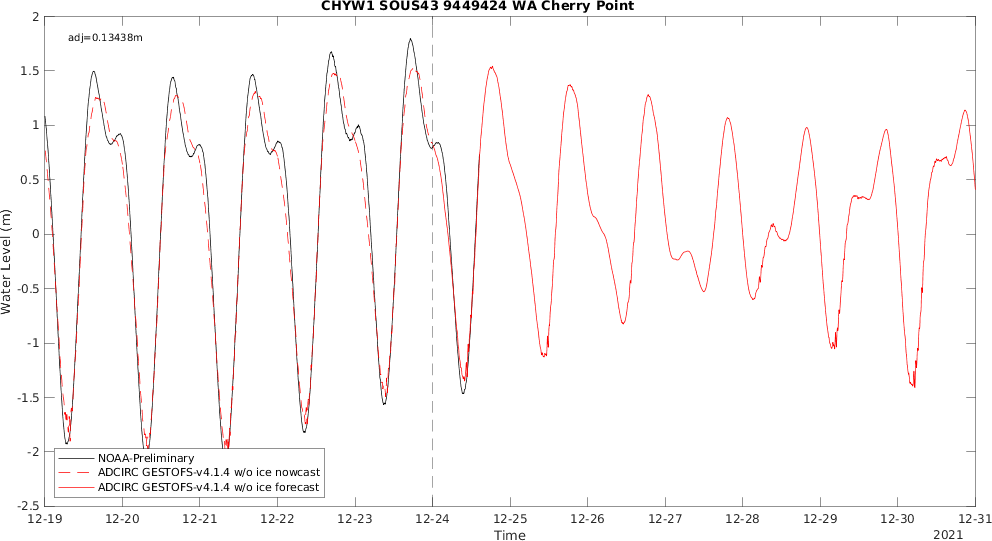 CHYW1 SOUS43 9449424 WA Cherry Point
adj=0.13438m
2
1.5
1
0.5
0
-0.5
-1
-1.5
-2
-2.5
Water Level (m)
NOAA-Preliminary
ADCIRC GESTOFS-v4.1.4 w/o ice nowcast
ADCIRC GESTOFS-v4.1.4 w/o ice forecast
12-19 12-20 12-21 12-22 12-23 12-24 12-25 12-26 12-27 12-28 12-29 12-30 12-31
Time
2021